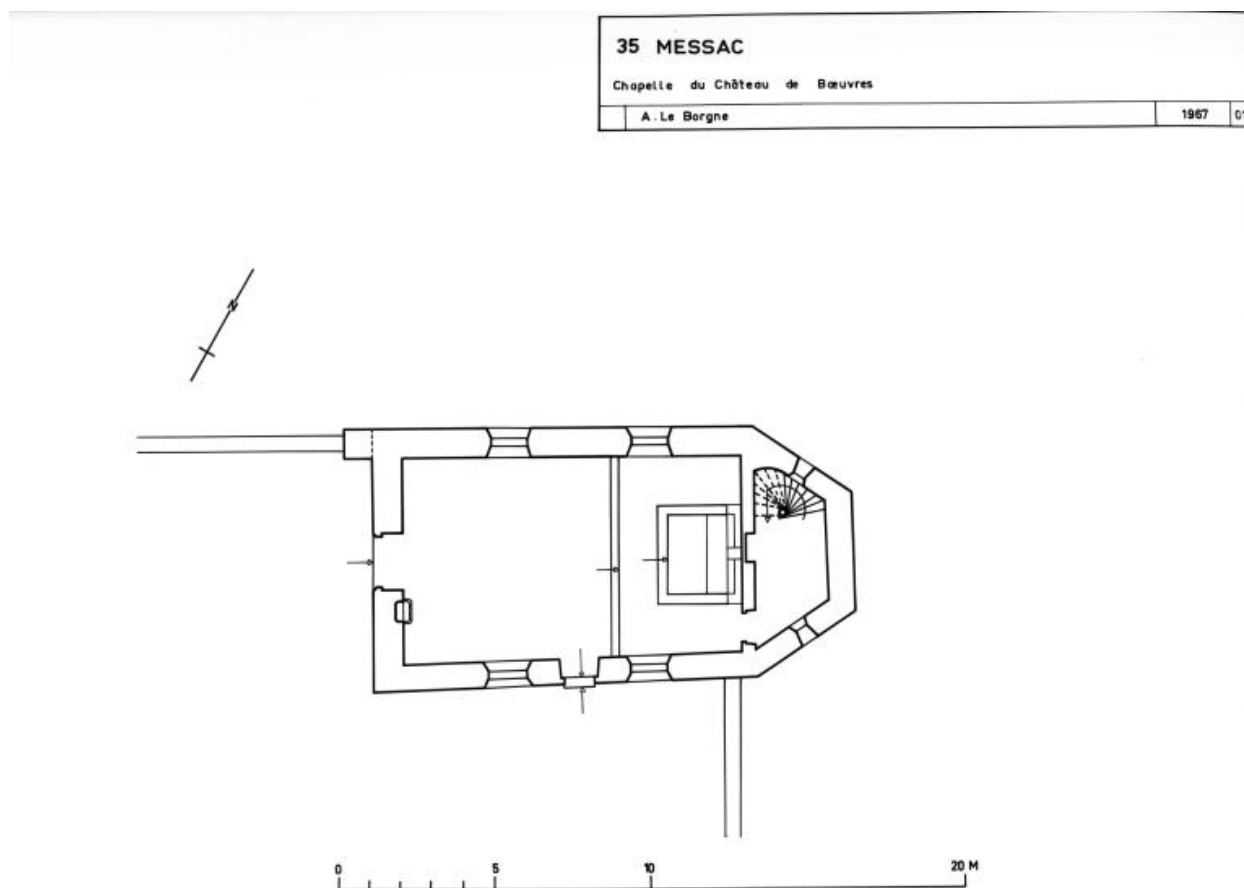 35 MESSAC
Chapelle du Château de Bœuvres
A. Le Borgne 1967
N
0 5 10 20 M